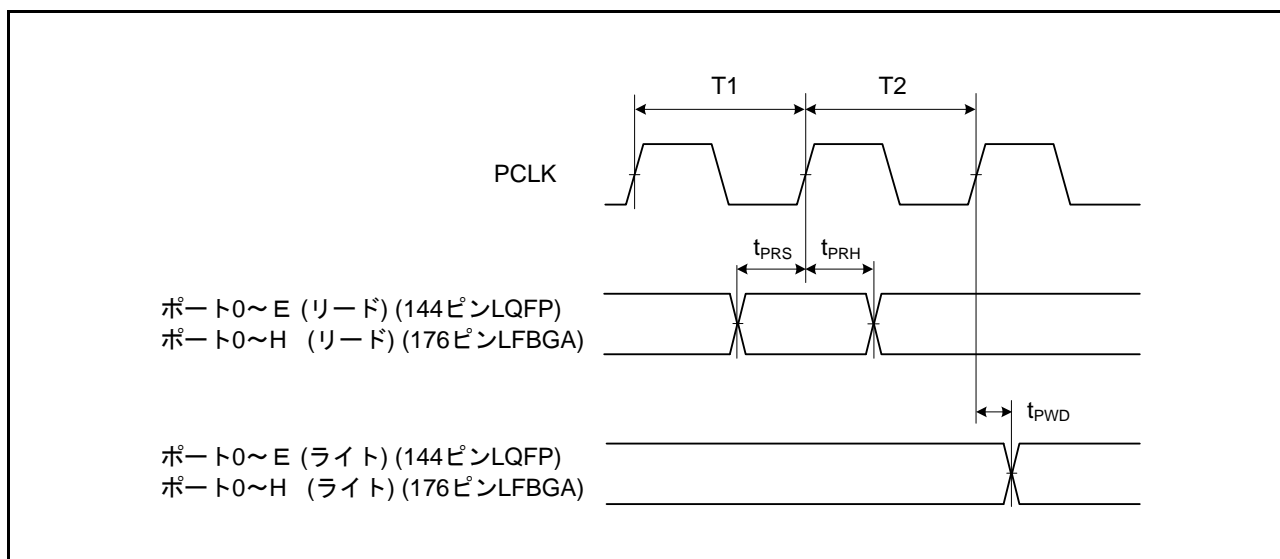 T1 T2
PCLK
tPRS tPRH
ポート0～E (リード) (144ピンLQFP)
ポート0～H (リード) (176ピンLFBGA)
tPWD
ポート0～E (ライト) (144ピンLQFP)
ポート0～H (ライト) (176ピンLFBGA)